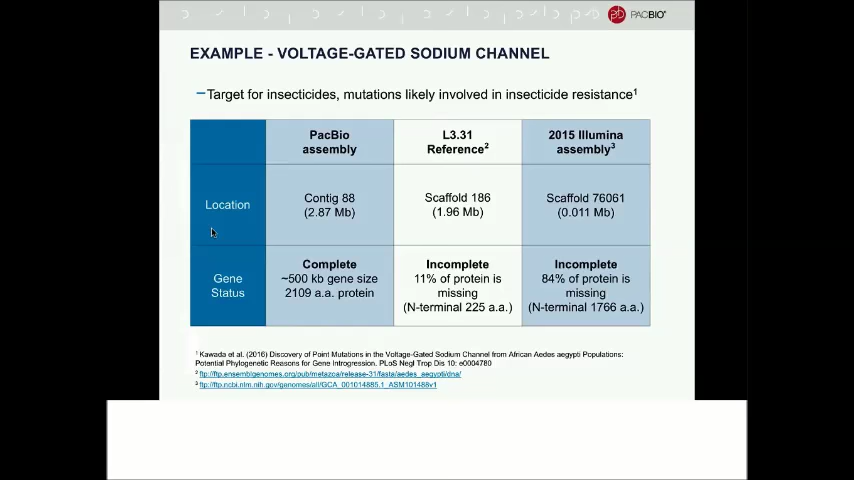 PACBIO®
EXAMPLE - VOLTAGE-GATED SODIUM CHANNEL
–Target for insecticides, mutations likely involved in insecticide resistance¹
PacBio assembly
L3.31 Reference²
2015 Illumina assembly³
Location
Contig 88
(2.87 Mb)
Scaffold 186
(1.96 Mb)
Scaffold 76061
(0.011 Mb)
Gene Status
Complete
~500 kb gene size
2109 a.a. protein
Incomplete
11% of protein is
missing
(N-terminal 225 a.a.)
Incomplete
84% of protein is
missing
(N-terminal 1766 a.a.)
¹ Kawada et al. (2016) Discovery of Point Mutations in the Voltage-Gated Sodium Channel from African Aedes aegypti Populations:
Potential Phylogenetic Reasons for Gene Introgression. PLoS Negl Trop Dis 10: e0004780
² ftp://ftp.ensemblgenomes.org/pub/metazoa/release-31/fasta/aedes_aegypti/dna/
³ ftp://ftp.ncbi.nlm.nih.gov/genomes/all/GCA_001014885.1_ASM101488v1